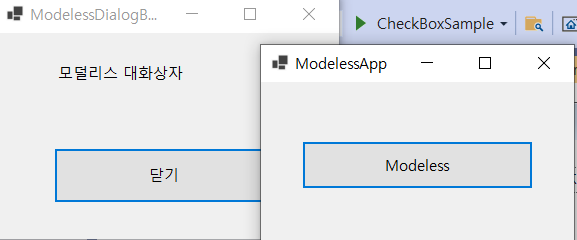 ModelessDialogB...
모덜리스 대화상자
닫기
CheckBoxSample
ModelessApp
Modeless